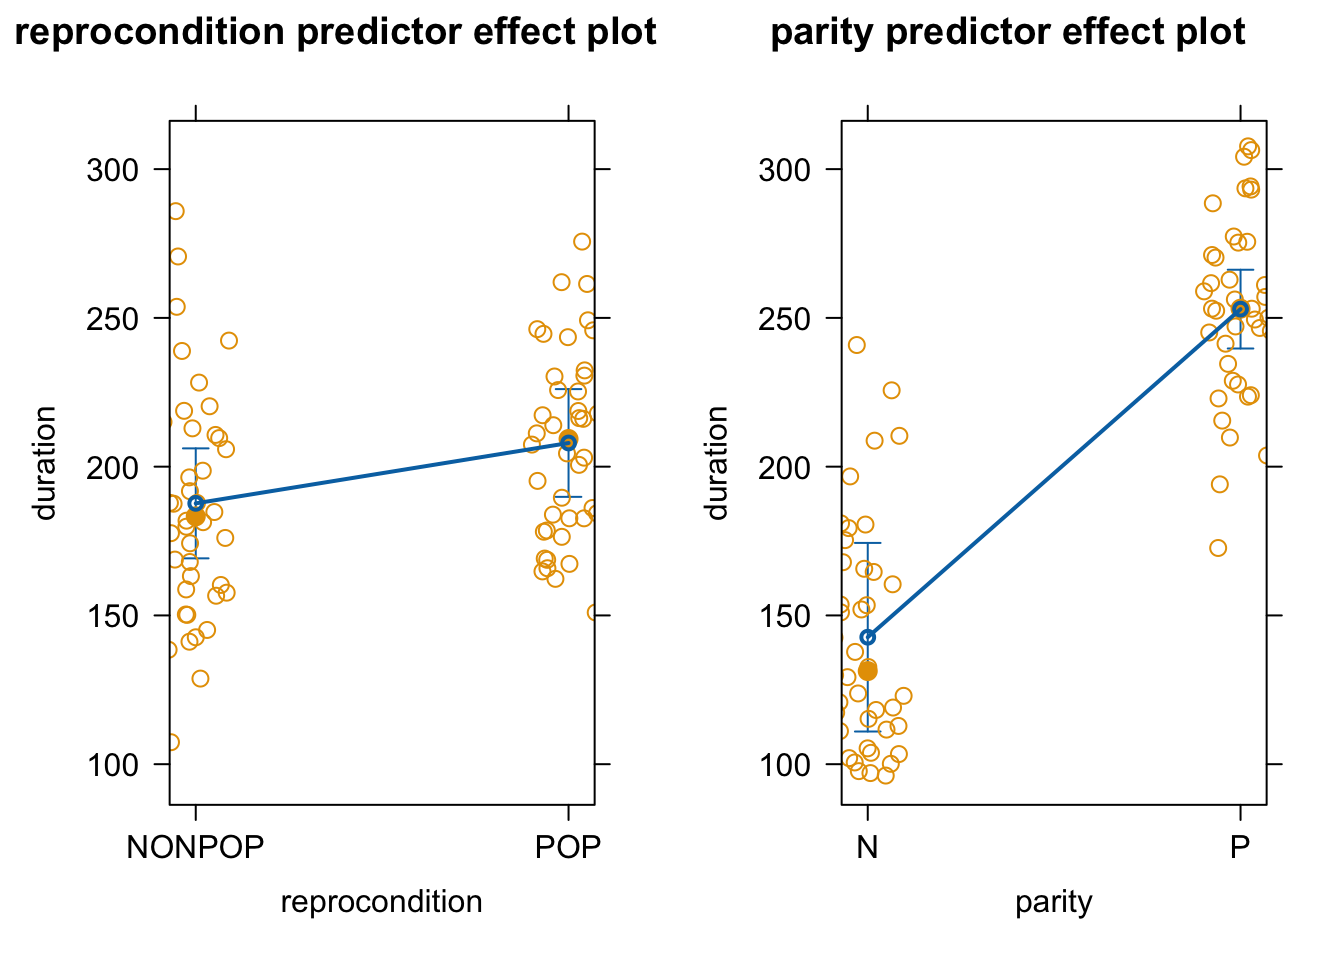 reprocondition predictor effect plot
duration
300
250
200
150
100
NONPOP POP
reprocondition
parity predictor effect plot
duration
300
250
200
150
100
N P
parity